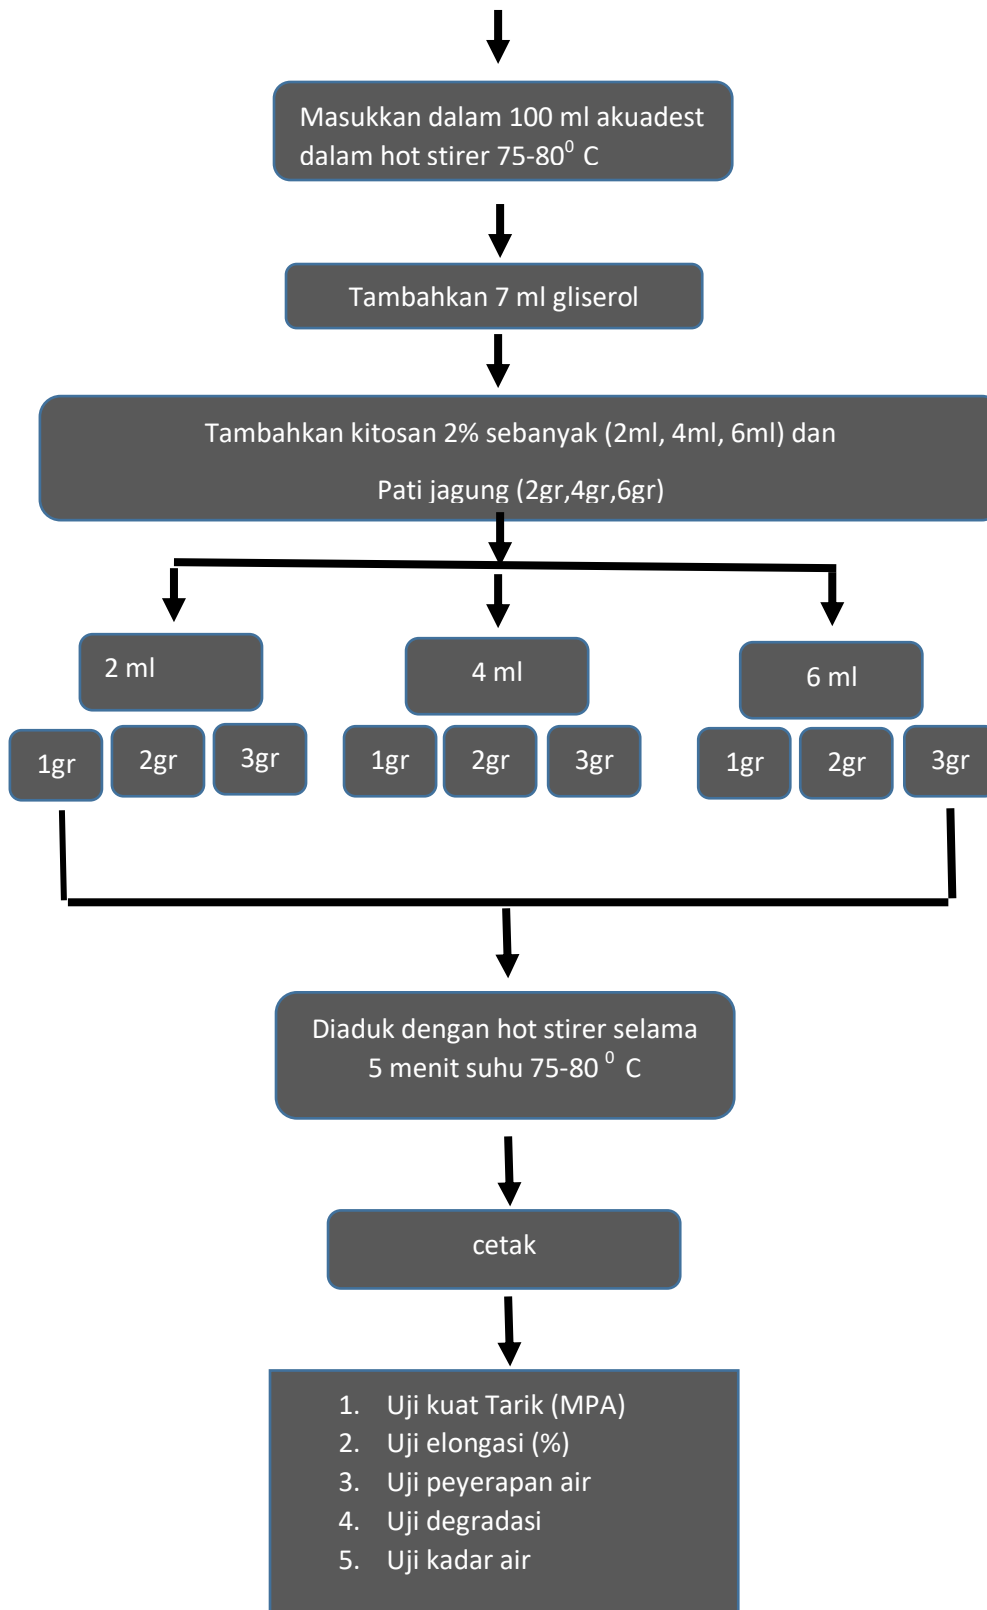 Masukkan dalam 100 ml akuadest
dalam hot stirer 75-80⁰ C
Tambahkan 7 ml gliserol
Tambahkan kitosan 2% sebanyak (2ml, 4ml, 6ml) dan
Pati jagung (2gr,4gr,6gr)
2 ml
4 ml
6 ml
1gr
2gr
3gr
1gr
2gr
3gr
1gr
2gr
3gr
Diaduk dengan hot stirer selama
5 menit suhu 75-80 ⁰ C
cetak
1. Uji kuat Tarik (MPA)
2. Uji elongasi (%)
3. Uji peyerapan air
4. Uji degradasi
5. Uji kadar air